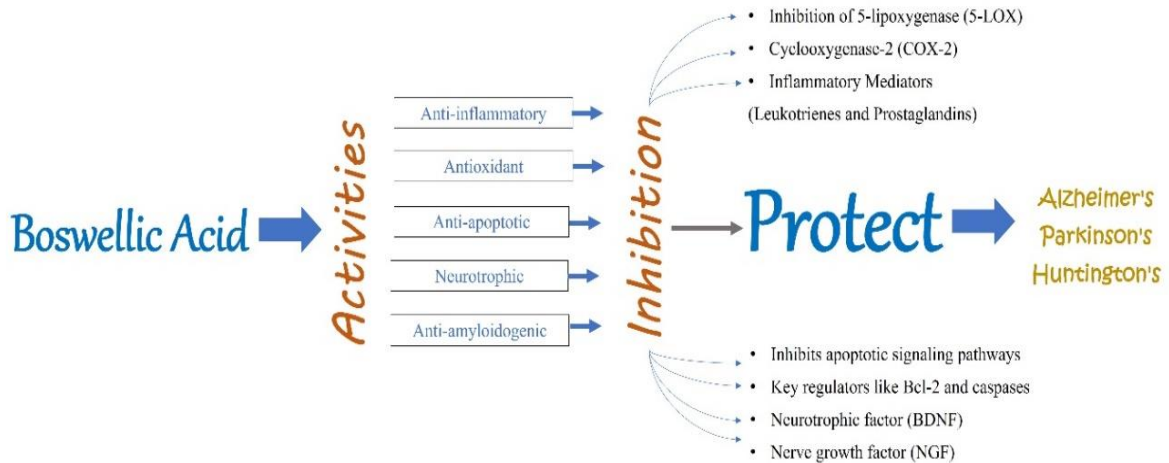 Boswellic Acid
Activities
Anti-inflammatory
Antioxidant
Anti-apoptotic
Neurotrophic
Anti-amyloidogenic
Inhibition
• Inhibition of 5-lipoxygenase (5-LOX)
• Cyclooxygenase-2 (COX-2)
• Inflammatory Mediators
(Leukotrienes and Prostaglandins)
Protect
Alzheimer's
Parkinson's
Huntington's
• Inhibits apoptotic signaling pathways
• Key regulators like Bcl-2 and caspases
• Neurotrophic factor (BDNF)
• Nerve growth factor (NGF)